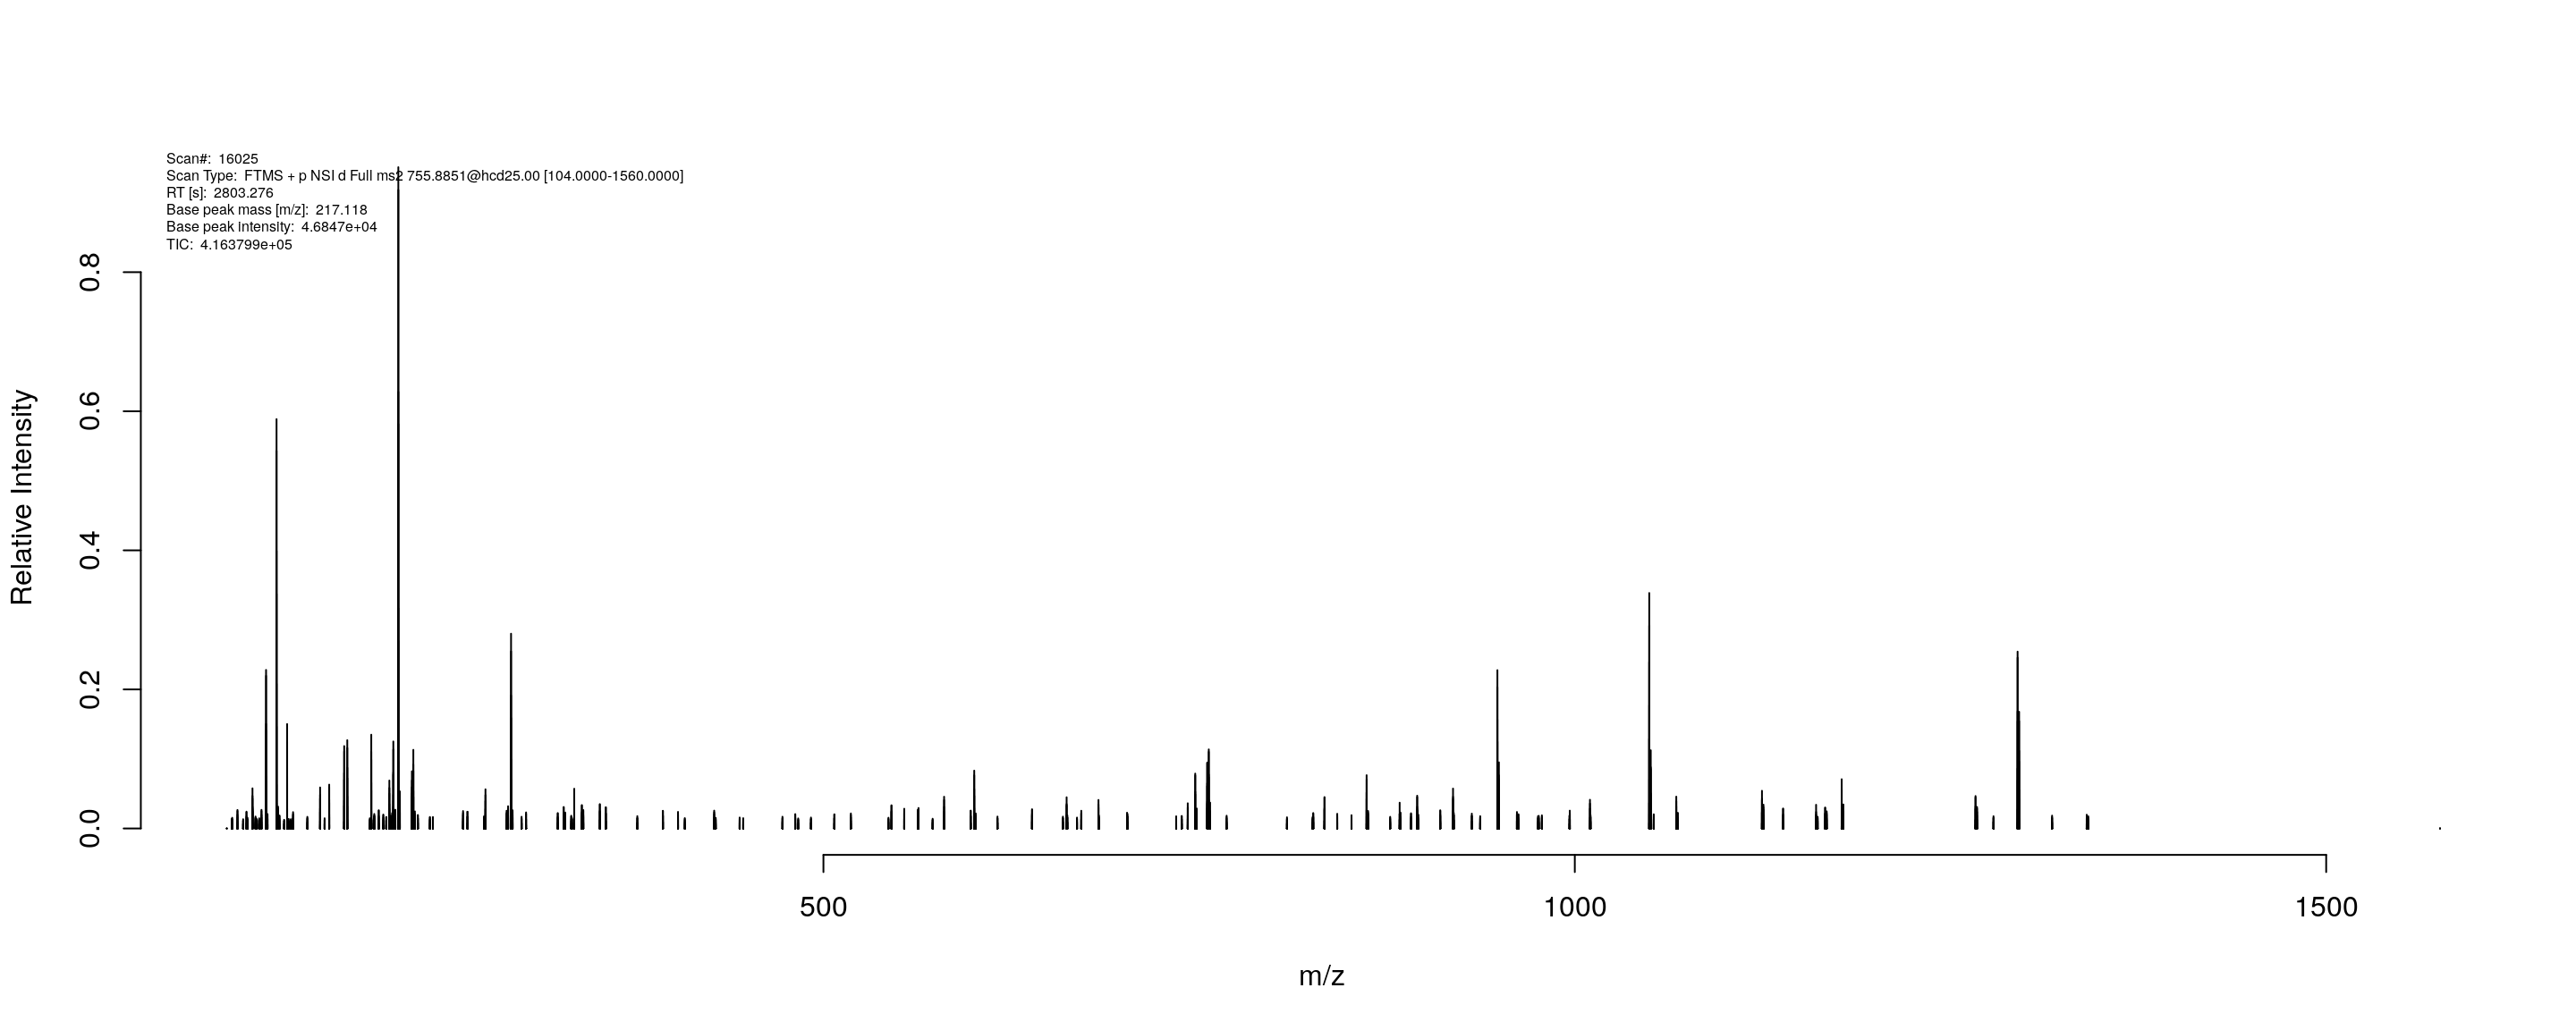 Scan#: 16025
Scan Type: FTMS + p NSI d Full ms2 755.8851@hcd25.00 [104.0000-1560.0000]
RT [s]: 2803.276
Base peak mass [m/z]: 217.118
Base peak intensity: 4.6847e+04
TIC: 4.163799e+05
0.8
0.6
0.4
0.2
0.0
Relative Intensity
500 1000 1500
m/z